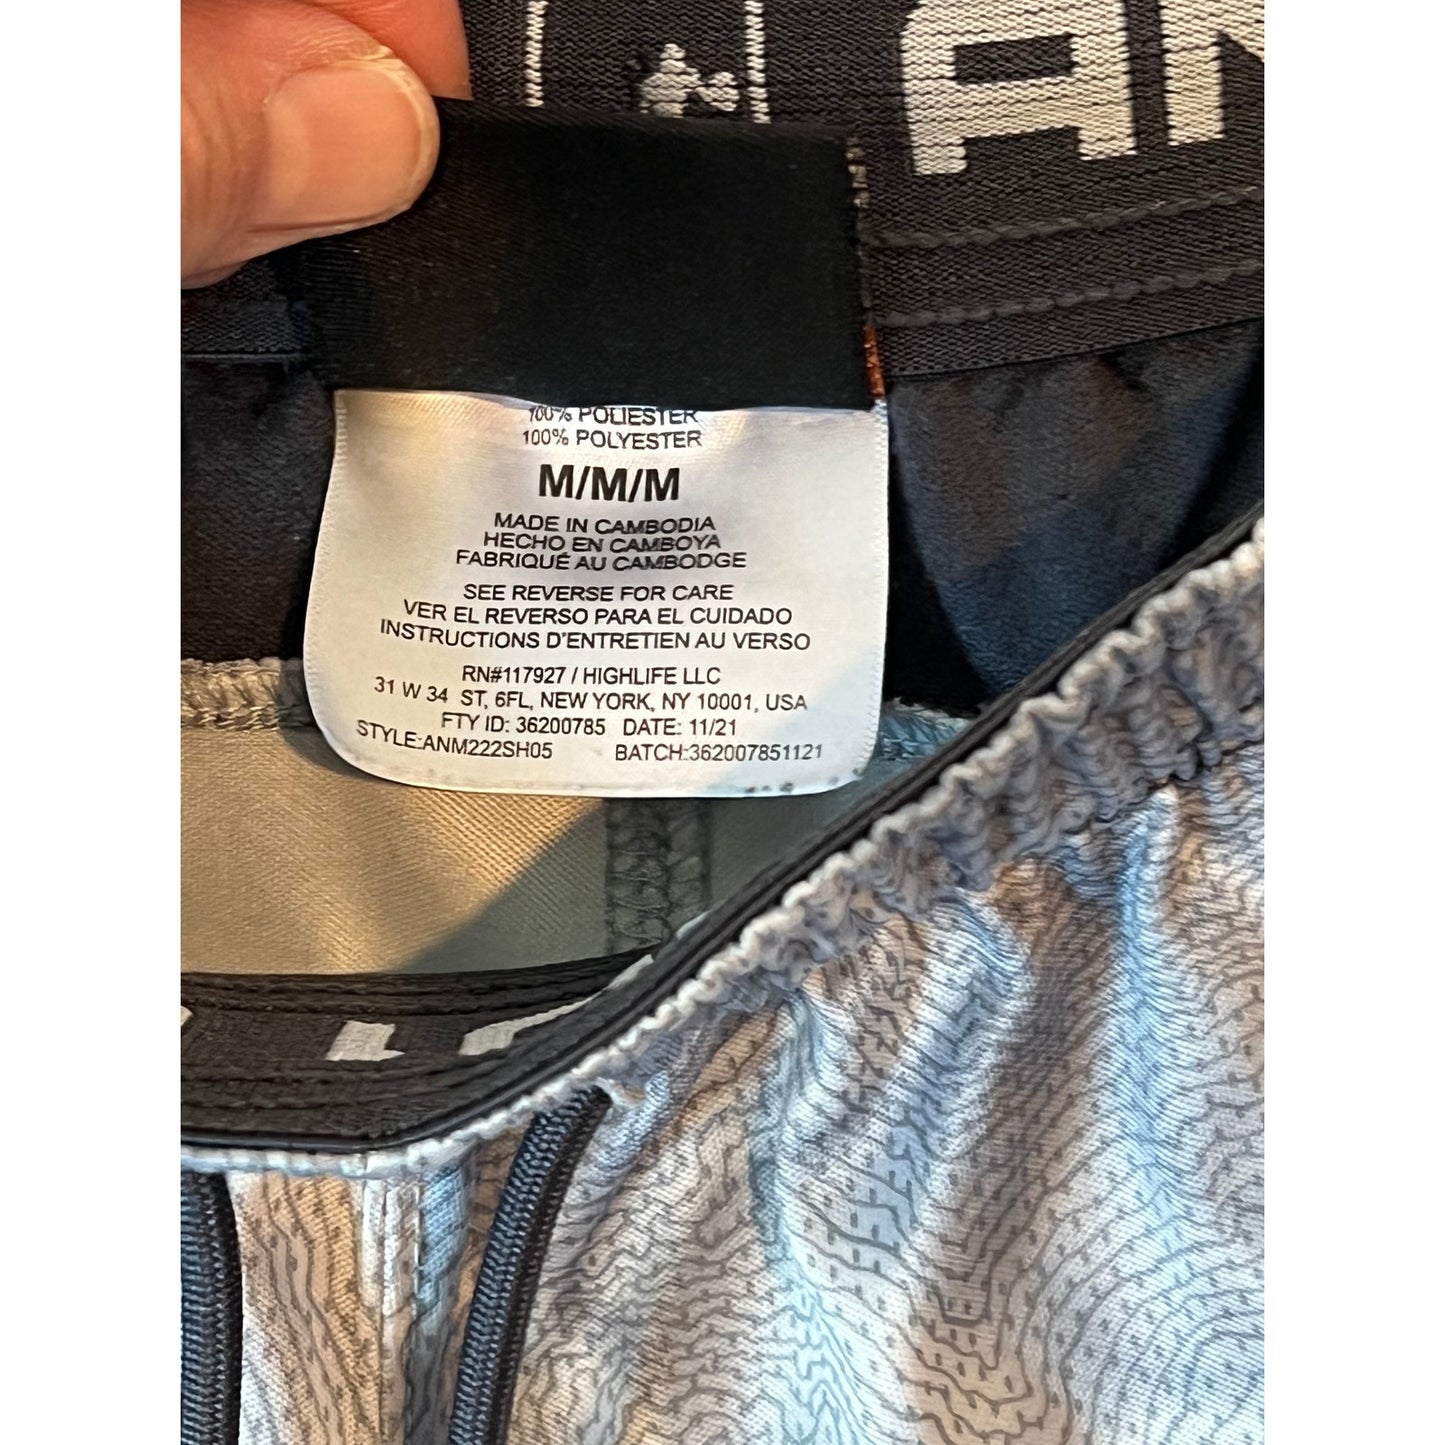 AN
100% POLIESTER
100% POLYESTER
M/M/M
MADE IN CAMBODIA
HECHO EN CAMBOYA
FABRIQUÉ AU CAMBODGE
SEE REVERSE FOR CARE
VER EL REVERSO PARA EL CUIDADO
INSTRUCTIONS D'ENTRETIEN AU VERSO
RN#117927 / HIGHLIFE LLC
31 W 34 ST, 6FL, NEW YORK, NY 10001, USA
FTY ID: 36200785 DATE: 11/21
STYLE:ANM222SH05 BATCH:362007851121